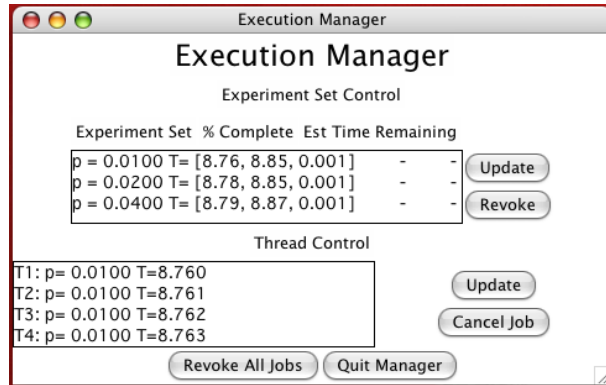 Execution Manager
Execution Manager
Experiment Set Control
Experiment Set % Complete Est Time Remaining
p = 0.0100 T= [8.76, 8.85, 0.001] - -
p = 0.0200 T= [8.78, 8.85, 0.001] - -
p = 0.0400 T= [8.79, 8.87, 0.001] - -
Update
Revoke
Thread Control
T1: p= 0.0100 T=8.760
T2: p= 0.0100 T=8.761
T3: p= 0.0100 T=8.762
T4: p= 0.0100 T=8.763
Update
Cancel Job
Revoke All Jobs Quit Manager